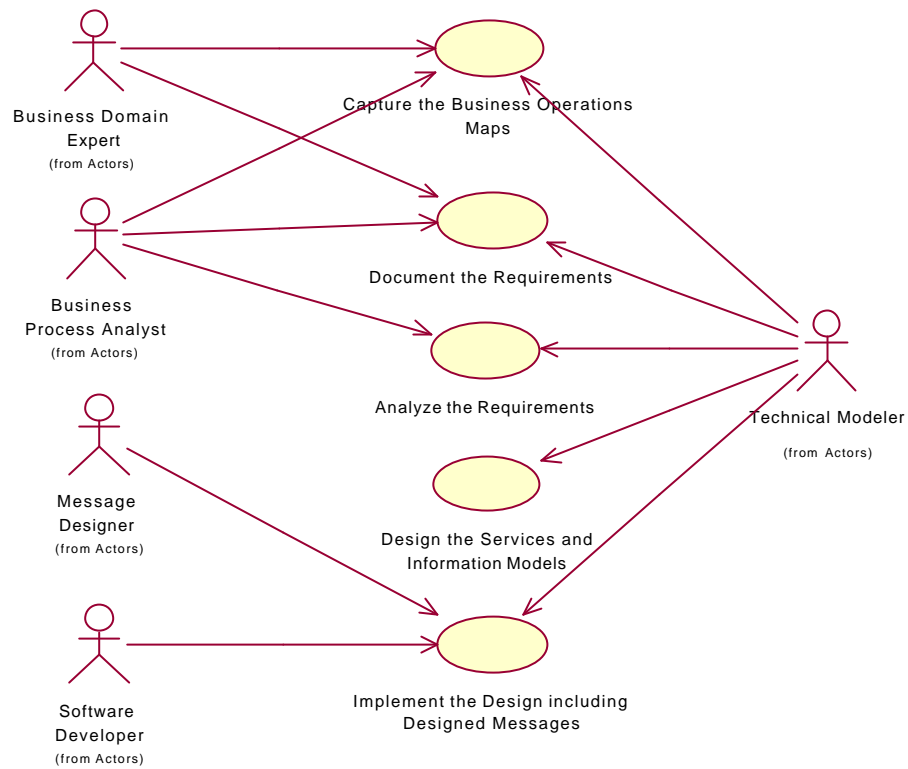 Business Domain
Expert
(from Actors)
Capture the Business Operations
Maps
Business
Process Analyst
(from Actors)
Document the Requirements
Analyze the Requirements
Technical Modeler
(from Actors)
Message
Designer
(from Actors)
Design the Services and
Information Models
Software
Developer
(from Actors)
Implement the Design including
Designed Messages